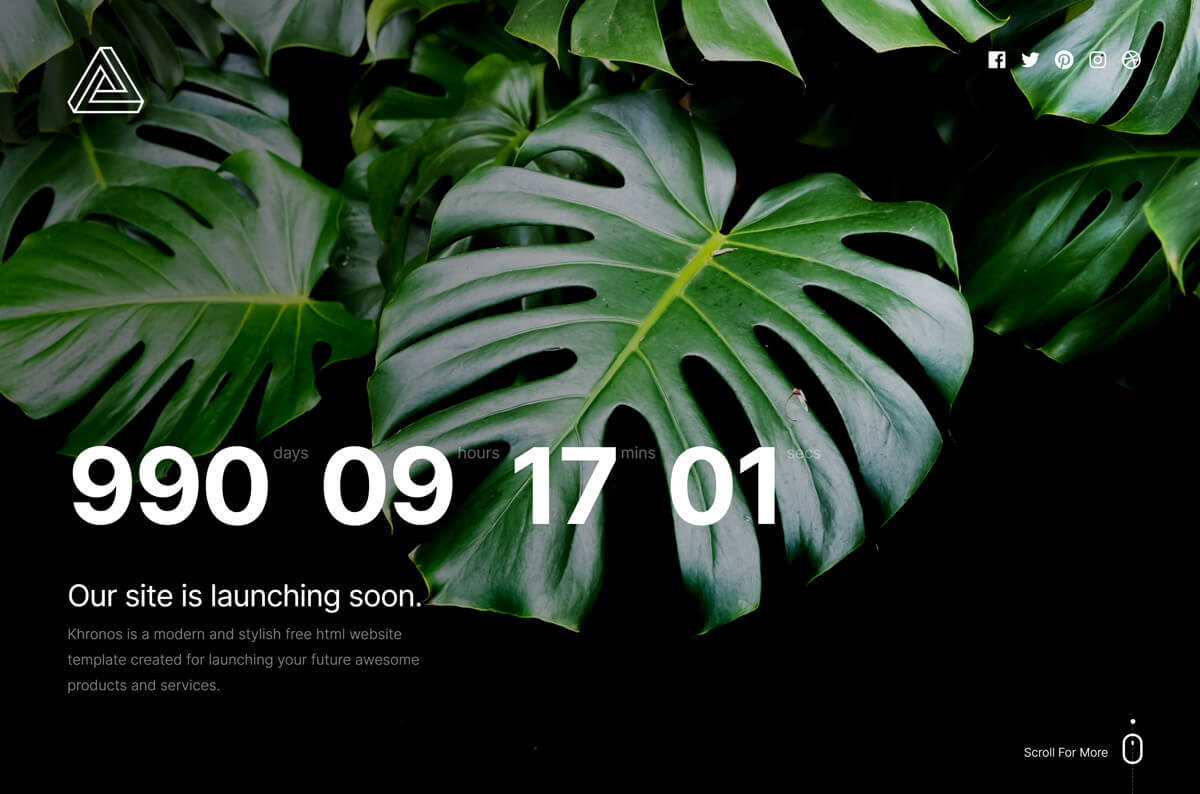 990 days 09 hours 17 mins 01 secs
Our site is launching soon.
Khronos is a modern and stylish free html website
template created for launching your future awesome
products and services.
Scroll For More